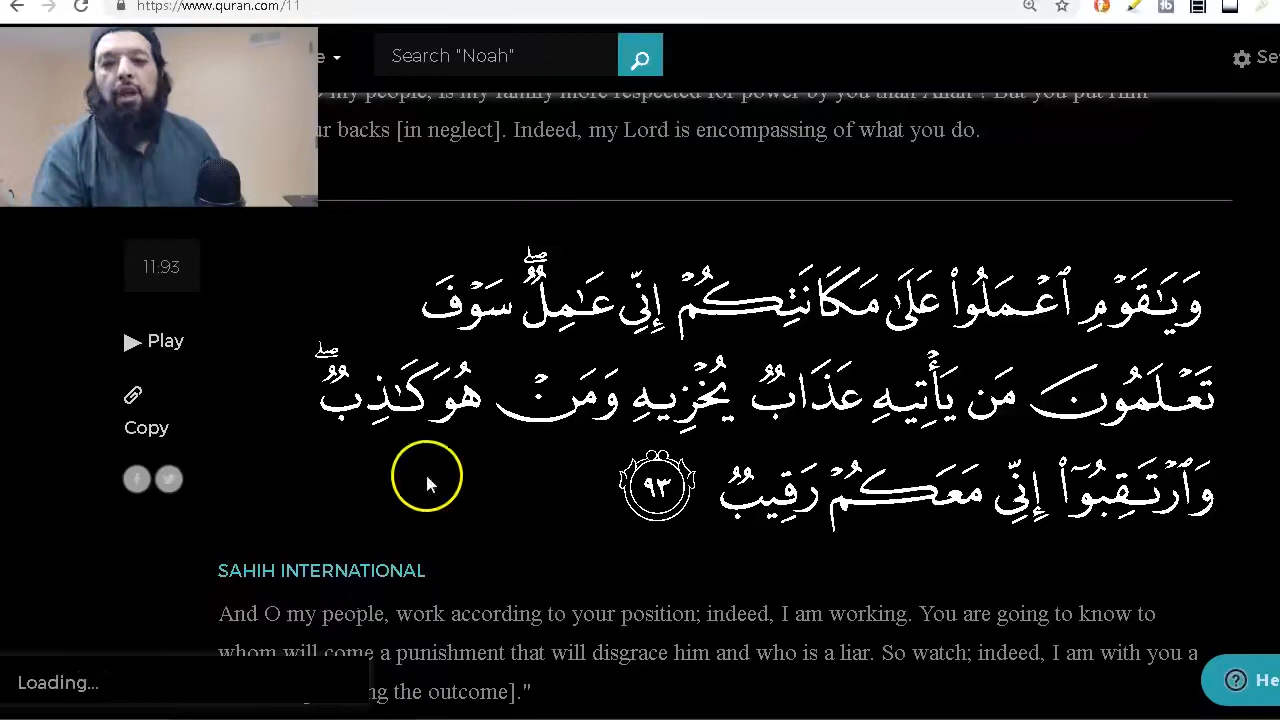 https://www.quran.com/11
Search "Noah"
my people, is my family more respected for power by you than Allah ? But you put Him
backs [in neglect]. Indeed, my Lord is encompassing of what you do.
11:93
وَيَـٰقَوْمِ ٱعْمَلُوا۟ عَلَىٰ مَكَانَتِكُمْ إِنِّى عَـٰمِلٌ ۖ سَوْفَ
تَعْلَمُونَ مَن يَأْتِيهِ عَذَابٌ يُخْزِيهِ وَمَنْ هُوَ كَـٰذِبٌ ۖ
وَٱرْتَقِبُوٓا۟ إِنِّى مَعَكُمْ رَقِيبٌ ٩٣
Play
Copy
SAHIH INTERNATIONAL
And O my people, work according to your position; indeed, I am working. You are going to know to
whom will come a punishment that will disgrace him and who is a liar. So watch; indeed, I am with you a
the outcome]."
Loading...